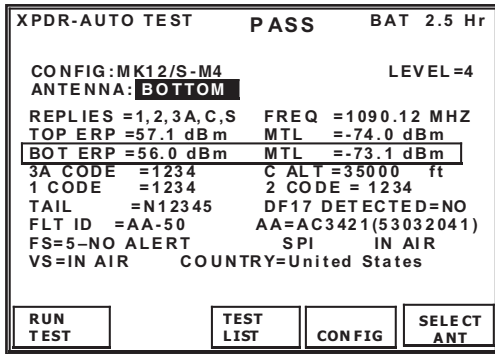 XPDR-AUTO TEST PASS BAT 2.5 Hr
CONFIG:MK12/S-M4 LEVEL=4
ANTENNA: BOTTOM
REPLIES =1,2,3A,C,S FREQ =1090.12 MHZ
TOP ERP =57.1 dBm MTL =-74.0 dBm
BOT ERP =56.0 dBm MTL =-73.1 dBm
3A CODE =1234 C ALT =35000 ft
1 CODE =1234 2 CODE = 1234
TAIL =N12345 DF17 DETECTED=NO
FLT ID =AA-50 AA=AC3421(53032041)
FS=5–NO ALERT SPI IN AIR
VS=IN AIR COUNTRY=United States
RUN TEST LIST CONFIG SELECT
TEST ANT